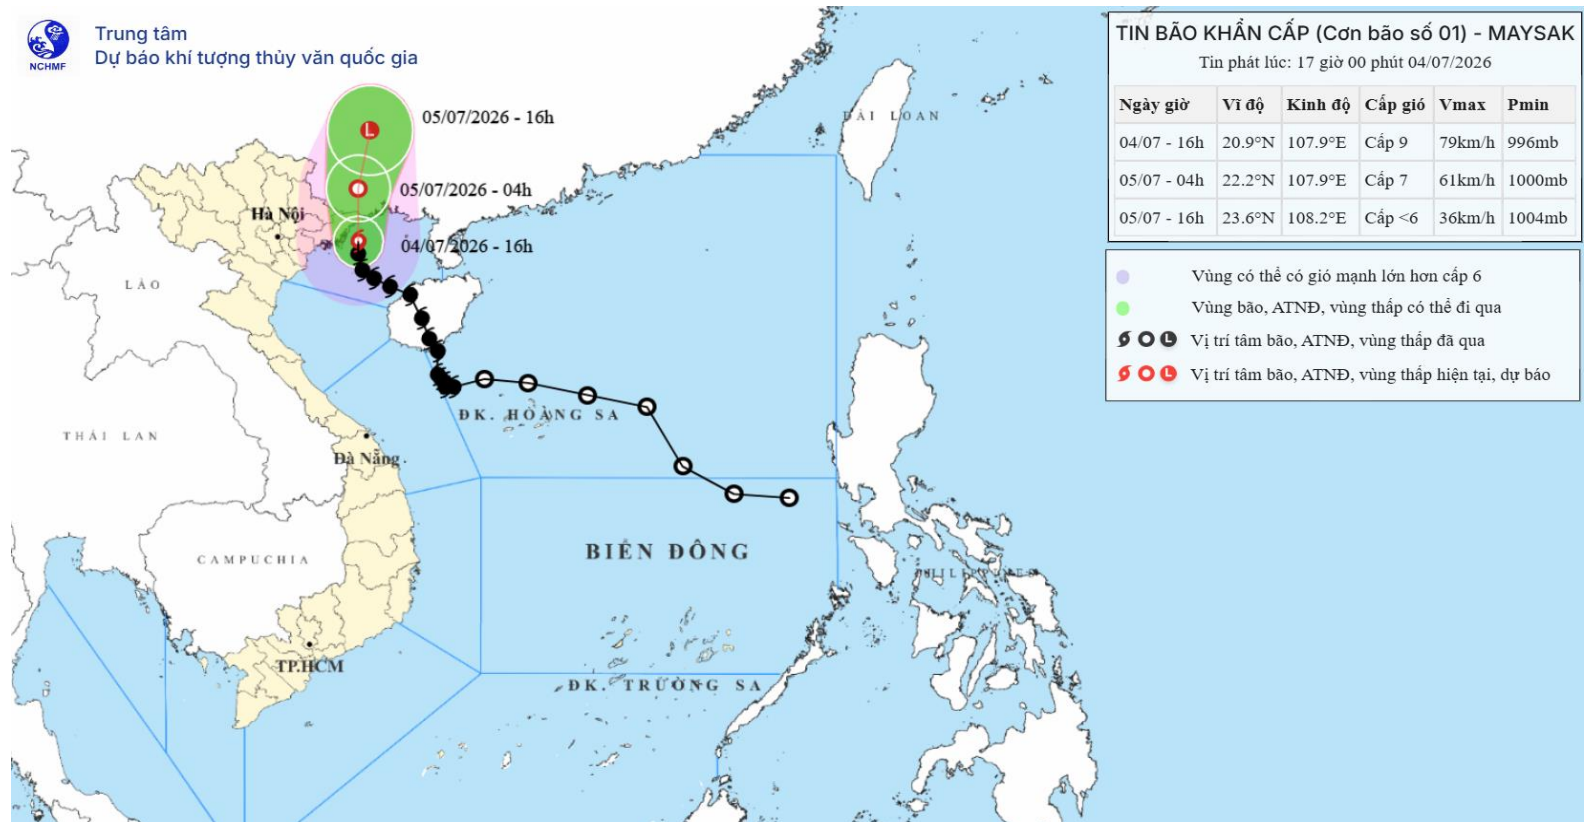 NCHMF
Trung tâm
Dự báo khí tượng thủy văn quốc gia
TIN BÃO KHẨN CẤP (Cơn bão số 01) - MAYSAK
Tin phát lúc: 17 giờ 00 phút 04/07/2026
Ngày giờ Vĩ độ Kinh độ Cấp gió Vmax Pmin
04/07 - 16h 20.9°N 107.9°E Cấp 9 79km/h 996mb
05/07 - 04h 22.2°N 107.9°E Cấp 7 61km/h 1000mb
05/07 - 16h 23.6°N 108.2°E Cấp <6 36km/h 1004mb
Vùng có thể có gió mạnh lớn hơn cấp 6
Vùng bão, ATNĐ, vùng thấp có thể đi qua
L Vị trí tâm bão, ATNĐ, vùng thấp đã qua
L Vị trí tâm bão, ATNĐ, vùng thấp hiện tại, dự báo
L
05/07/2026 - 16h
05/07/2026 - 04h
04/07/2026 - 16h
ĐÀI LOAN
Hà Nội
LÀO
ĐK. HOÀNG SA
THÁI LAN
Đà Nẵng
BIỂN ĐÔNG
CAMPUCHIA
PHILIPPINES
TP.HCM
ĐK. TRƯỜNG SA